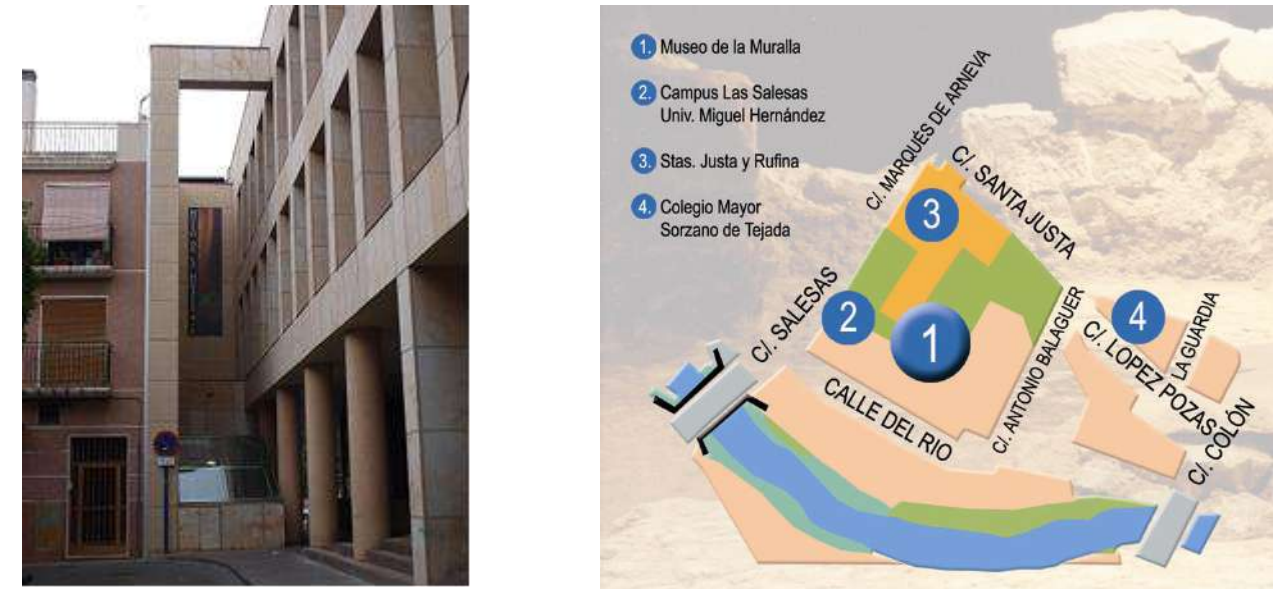 1. Museo de la Muralla
2. Campus Las Salesas
Univ. Miguel Hernández
3. Stas. Justa y Rufina
4. Colegio Mayor
Sorzano de Tejada
C/. MARQUÉS DE ARNEVA
C/. SANTA JUSTA
3
C/. SALESAS
2
1
4
C/. ANTONIO BALAGUER
LA GUARDIA
C/. LOPEZ POZAS
CALLE DEL RIO
C/. COLÓN